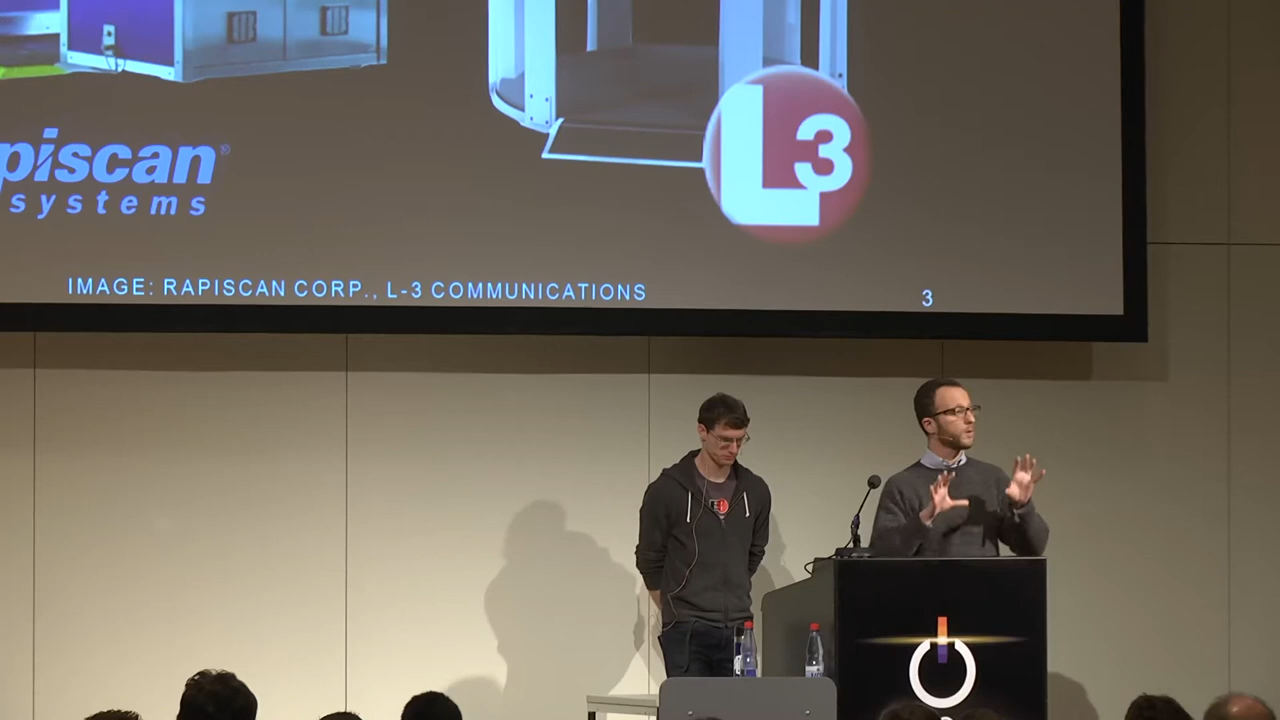 piscan®
systems
L3
IMAGE: RAPISCAN CORP., L-3 COMMUNICATIONS
3